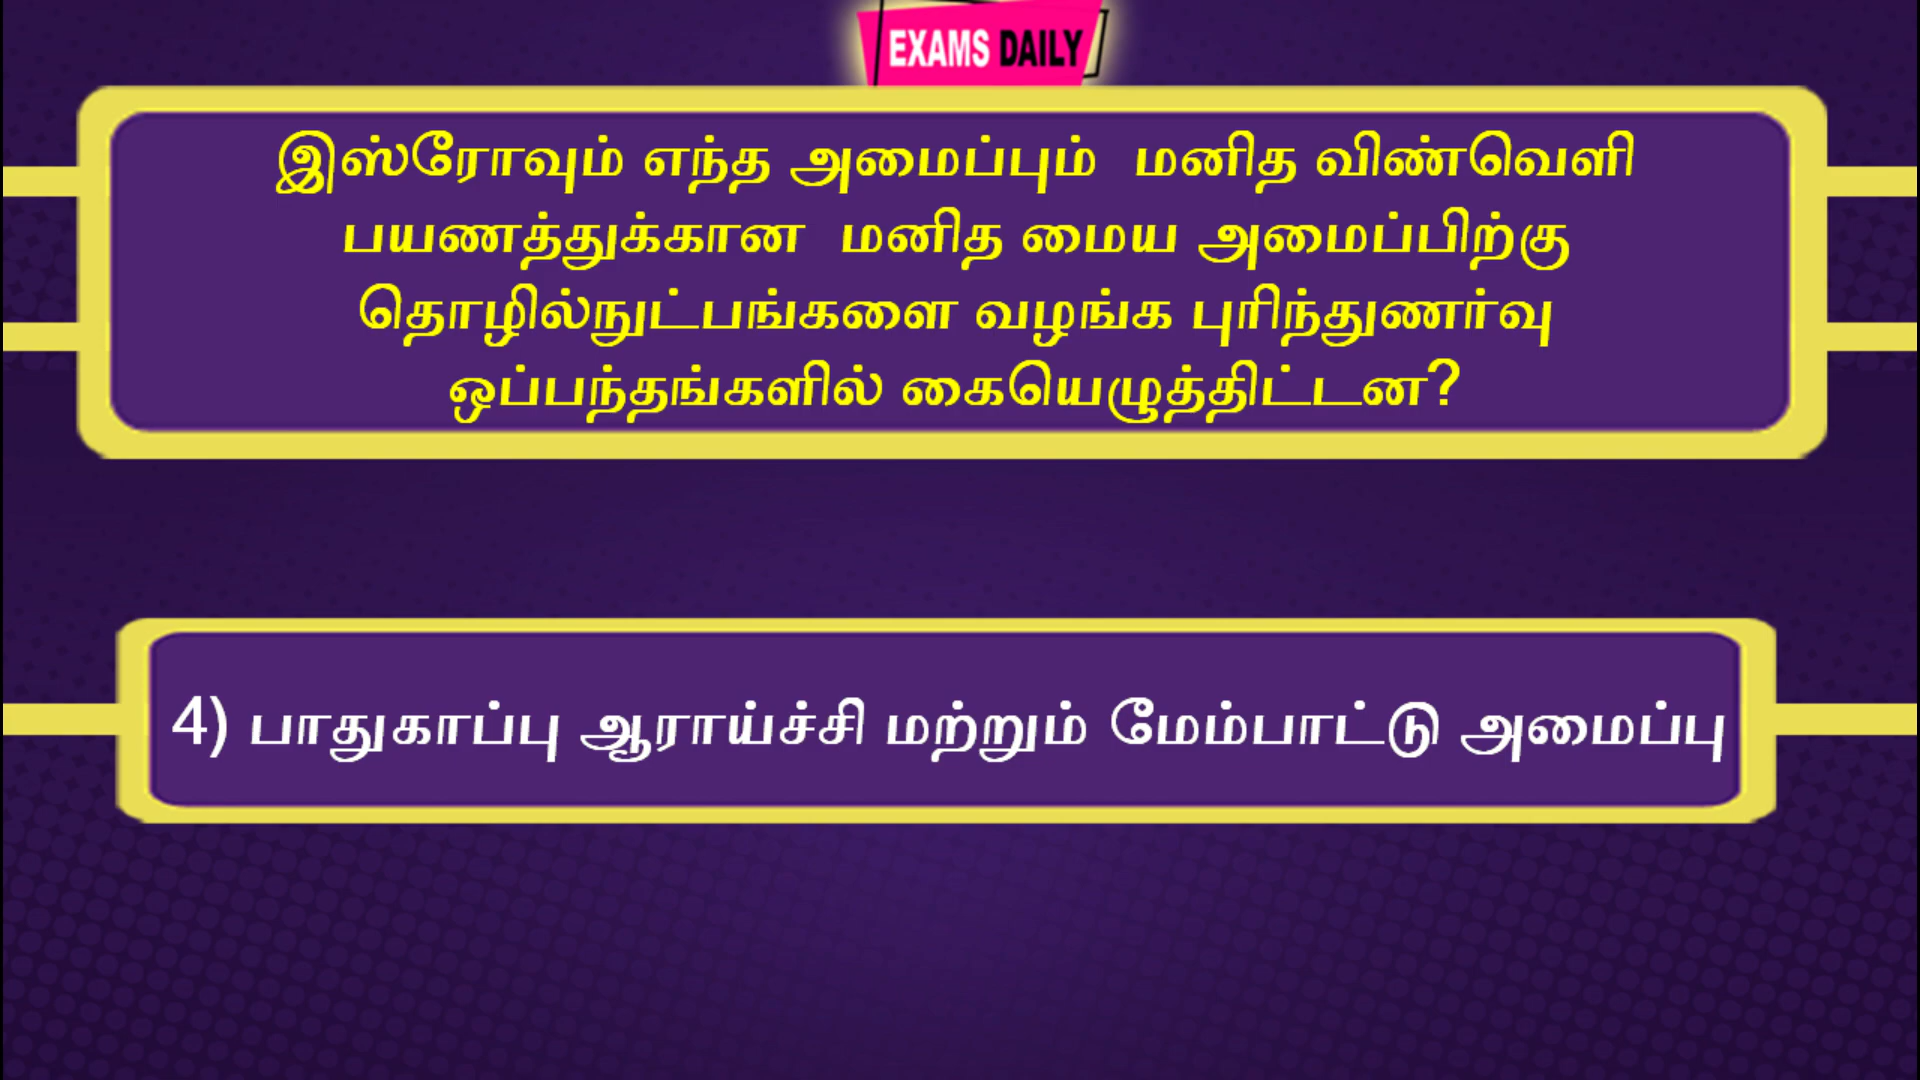 EXAMS DAILY
இஸ்ரோவும் எந்த அமைப்பும் மனித விண்வெளி
பயணத்துக்கான மனித மைய அமைப்பிற்கு
தொழில்நுட்பங்களை வழங்க புரிந்துணர்வு
ஒப்பந்தங்களில் கையெழுத்திட்டன?
4) பாதுகாப்பு ஆராய்ச்சி மற்றும் மேம்பாட்டு அமைப்பு